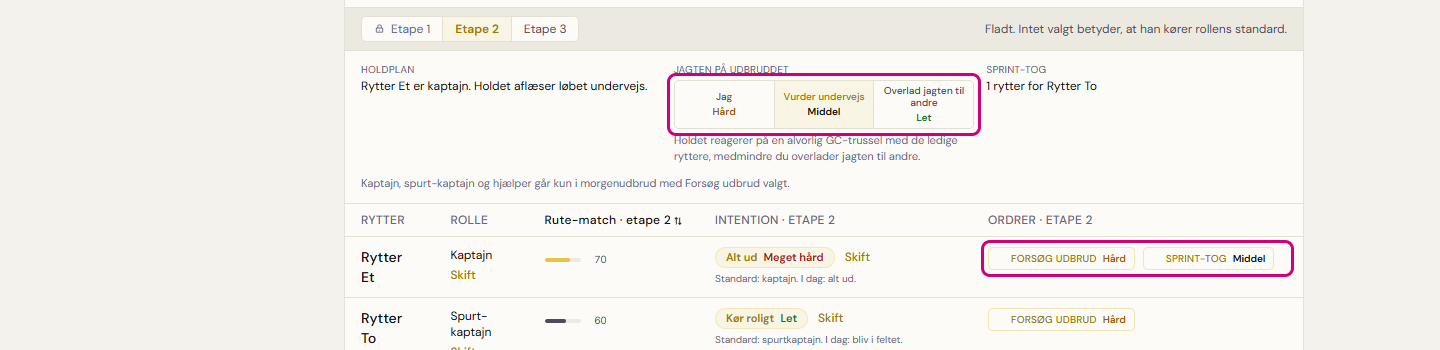 Etape 1 Etape 2 Etape 3 Fladt. Intet valgt betyder, at han kører rollens standard.
HOLDPLAN
Rytter Et er kaptajn. Holdet aflæser løbet undervejs.
JAGTEN PÅ UDBRUDDET
Jag
Hård
Vurder undervejs
Middel
Overlad jagten til
andre
Let
Holdet reagerer på en alvorlig GC-trussel med de ledige
ryttere, medmindre du overlader jagten til andre.
SPRINT-TOG
1 rytter for Rytter To
Kaptajn, spurt-kaptajn og hjælper går kun i morgenudbrud med Forsøg udbrud valgt.
RYTTER ROLLE Rute-match · etape 2 ⇅ INTENTION · ETAPE 2 ORDRER · ETAPE 2
Rytter
Et
Kaptajn
Skift
70
Alt ud Meget hård Skift
Standard: kaptajn. I dag: alt ud.
FORSØG UDBRUD Hård SPRINT-TOG Middel
Rytter
To
Spurt-
kaptajn
60
Kør roligt Let Skift
Standard: spurtkaptajn. I dag: bliv i feltet.
FORSØG UDBRUD Hård